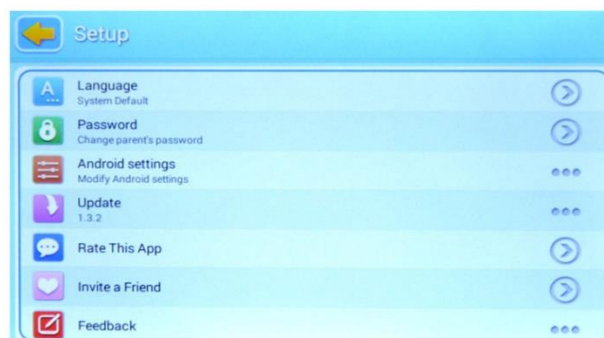 Setup
Language
System Default
Password
Change parent's password
Android settings
Modify Android settings
Update
1.3.2
Rate This App
Invite a Friend
Feedback